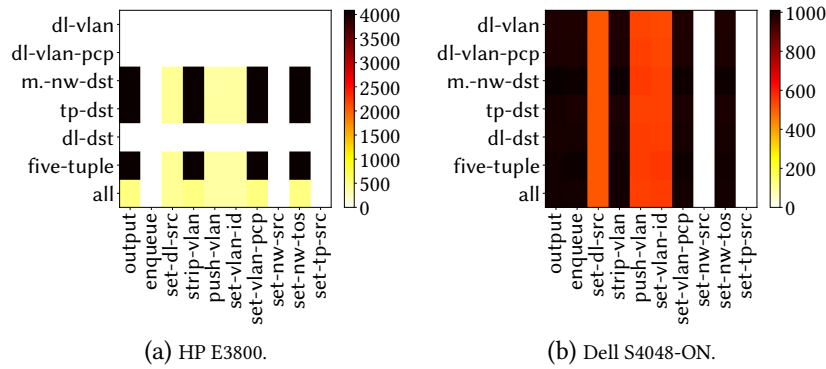 dl-vlan
dl-vlan-pcp
m.-nw-dst
tp-dst
dl-dst
five-tuple
all
output
enqueue
set-dl-src
strip-vlan
push-vlan
set-vlan-id
set-vlan-pcp
set-nw-src
set-nw-tos
set-tp-src
4000
3500
3000
2500
2000
1500
1000
500
0
(a) HP E3800.
dl-vlan
dl-vlan-pcp
m.-nw-dst
tp-dst
dl-dst
five-tuple
all
output
enqueue
set-dl-src
strip-vlan
push-vlan
set-vlan-id
set-vlan-pcp
set-nw-src
set-nw-tos
set-tp-src
1000
800
600
400
200
0
(b) Dell S4048-ON.